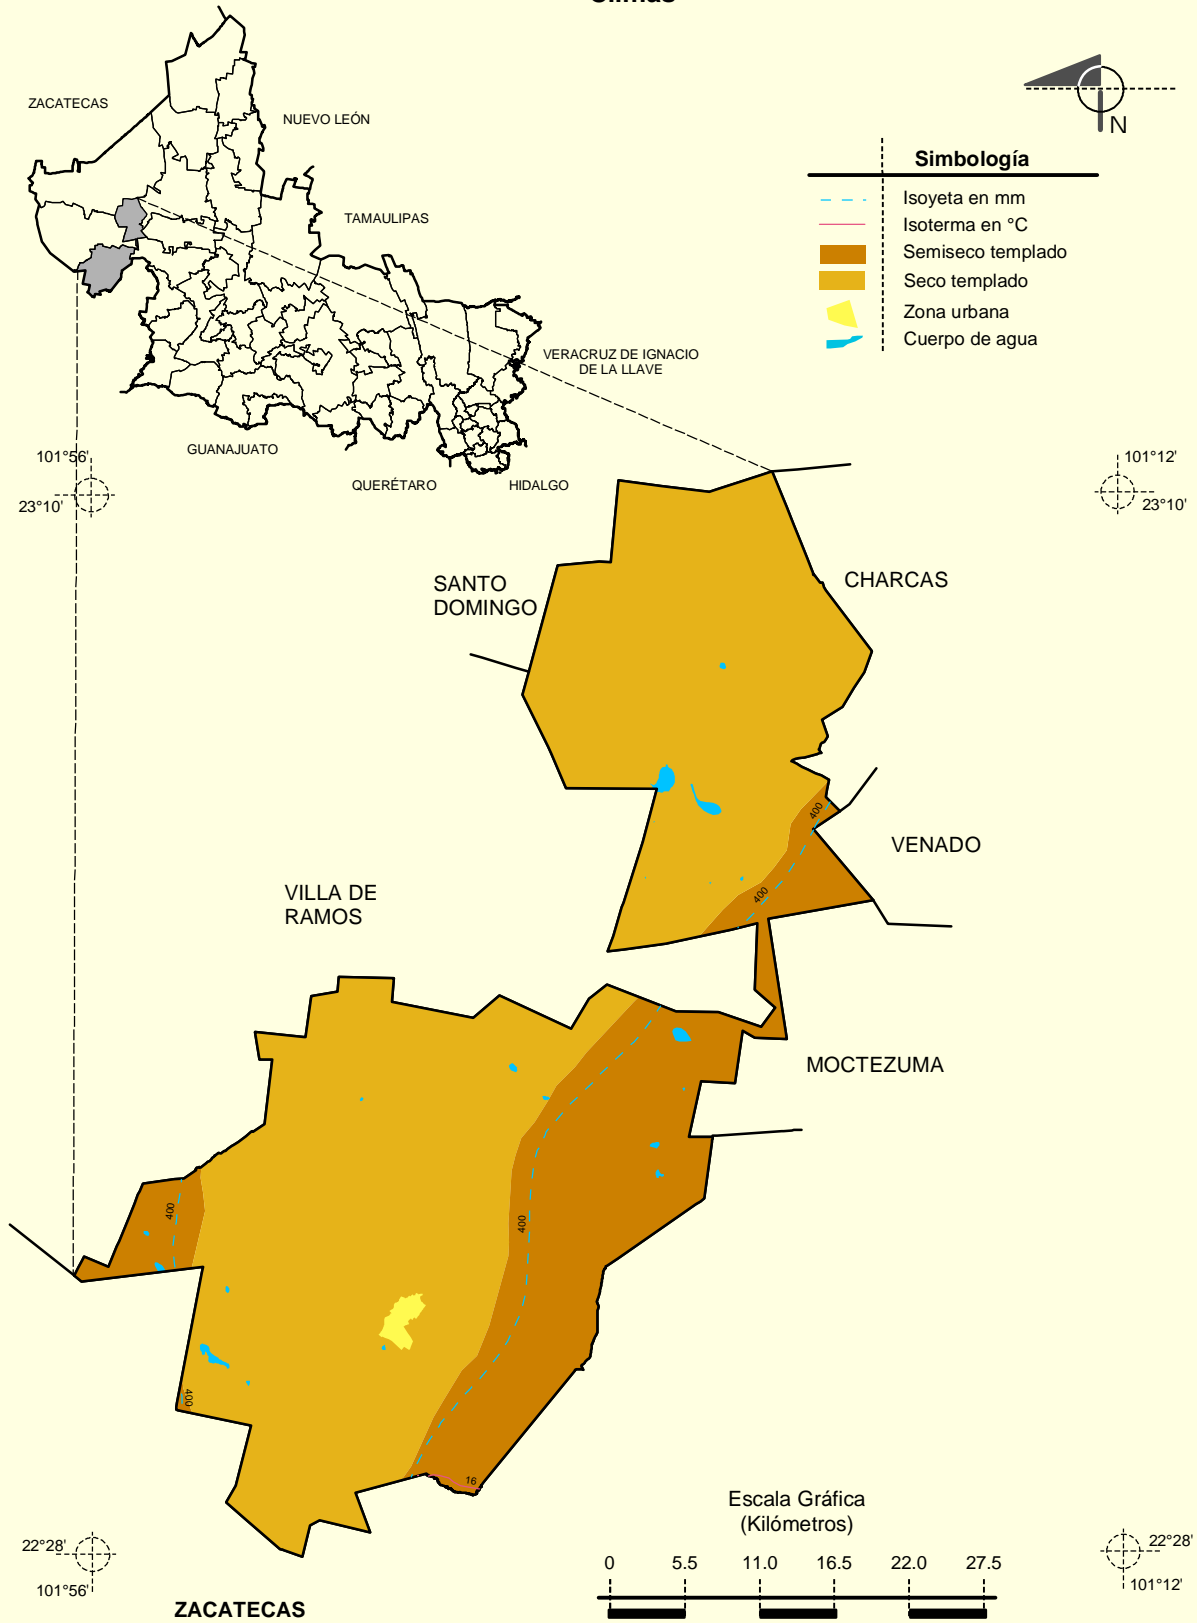 Climas
ZACATECAS
NUEVO LEÓN
TAMAULIPAS
VERACRUZ DE IGNACIO
DE LA LLAVE
GUANAJUATO
QUERÉTARO
HIDALGO
N
Simbología
Isoyeta en mm
Isoterma en °C
Semiseco templado
Seco templado
Zona urbana
Cuerpo de agua
101°56'
23°10'
101°12'
23°10'
SANTO
DOMINGO
CHARCAS
400
VENADO
400
VILLA DE
RAMOS
MOCTEZUMA
400
400
400
16
Escala Gráfica
(Kilómetros)
0 5.5 11.0 16.5 22.0 27.5
22°28'
101°56'
22°28'
101°12'
ZACATECAS